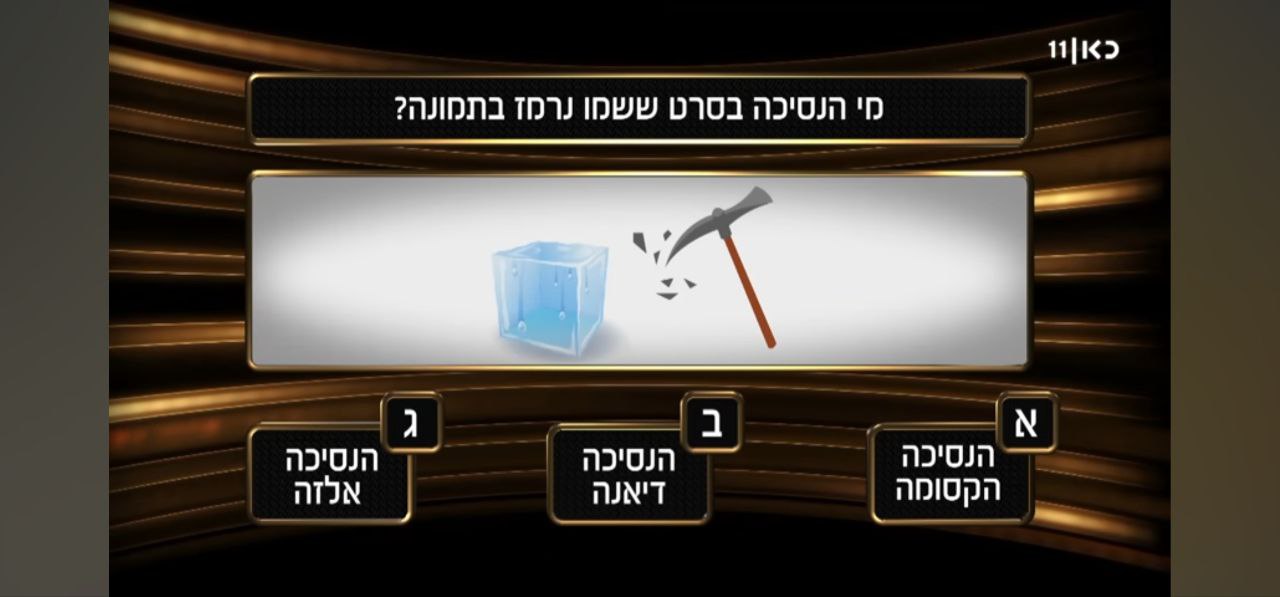 כאן|11
מי הנסיכה בסרט ששמו נרמז בתמונה?
א
הנסיכה
הקסומה
ב
הנסיכה
דיאנה
ג
הנסיכה
אלזה